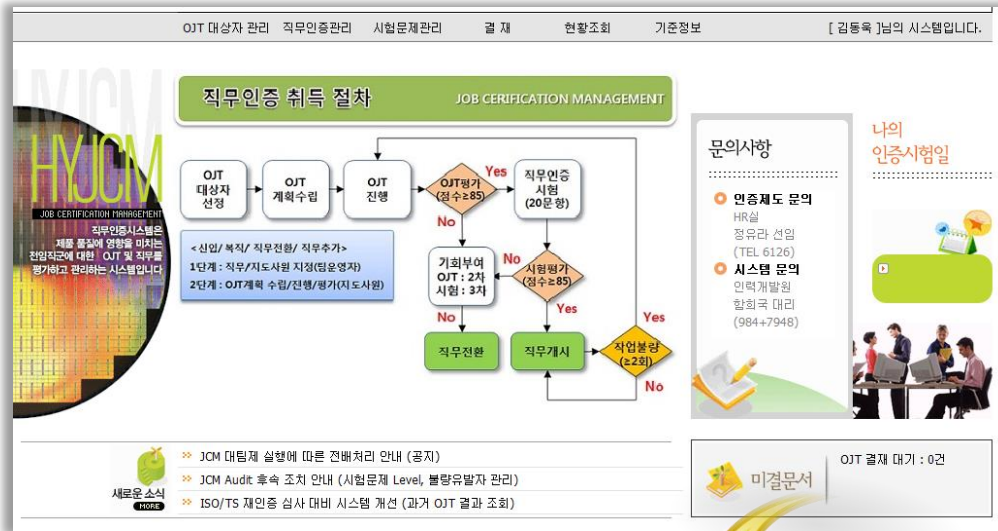 OJT 대상자 관리 직무인증관리 시험문제관리 결 재 현황조회 기준정보 [ 김동욱 ]님의 시스템입니다.
직무인증 취득 절차 JOB CERIFICATION MANAGEMENT
HYJCM
JOB CERTIFICATION MANAGEMENT
직무인증시스템은
제품 품질에 영향을 미치는
전임직군에 대한 OJT 및 직무를
평가하고 관리하는 시스템입니다
OJT
대상자
선정
OJT
계획수립
OJT
진행
OJT평가
(점수≥85)
Yes
No
직무인증
시험
(20문항)
<신입/ 복직/ 직무전환/ 직무추가>
1단계 : 직무/지도사원 지정(팀운영자)
2단계 : OJT계획 수립/진행/평가(지도사원)
기회부여
OJT : 2차
시험 : 3차
No
시험평가
(점수≥85)
No
Yes
직무전환
직무개시
작업불량
(≥2회)
Yes
No
문의사항
인증제도 문의
HR실
정유라 선임
(TEL 6126)
시스템 문의
인력개발원
함희국 대리
(984+7948)
나의
인증시험일
새로운 소식
MORE
JCM 대팀제 실행에 따른 전배처리 안내 (공지)
JCM Audit 후속 조치 안내 (시험문제 Level, 불량유발자 관리)
ISO/TS 재인증 심사 대비 시스템 개선 (과거 OJT 결과 조회)
미결문서
OJT 결재 대기 : 0건